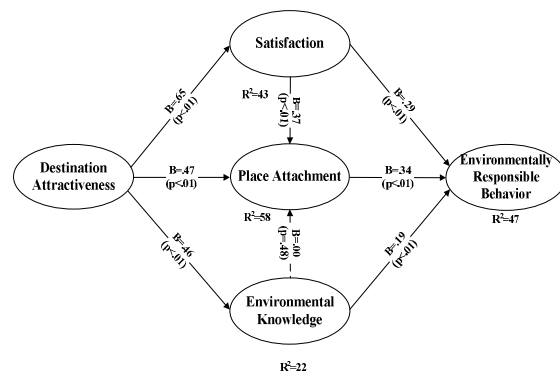 Satisfaction
R²=43
B=.65
(p<.01)
B=.37
(p<.01)
B=.29
(p<.01)
Destination
Attractiveness
B=.47
(p<.01)
Place Attachment
R²=58
B=.34
(p<.01)
Environmentally
Responsible
Behavior
R²=47
B=.46
(p<.01)
B=.00
(p=.48)
B=.19
(p<.01)
Environmental
Knowledge
R²=22